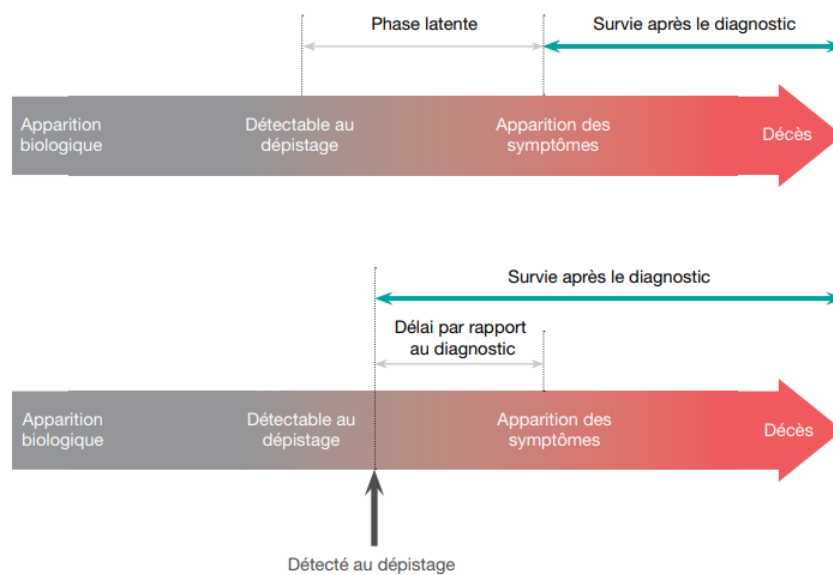 Phase latente
Survie après le diagnostic
Apparition
biologique
Détectable au
dépistage
Apparition des
symptômes
Décès
Survie après le diagnostic
Délai par rapport
au diagnostic
Apparition
biologique
Détectable au
dépistage
Apparition des
symptômes
Décès
Détecté au dépistage